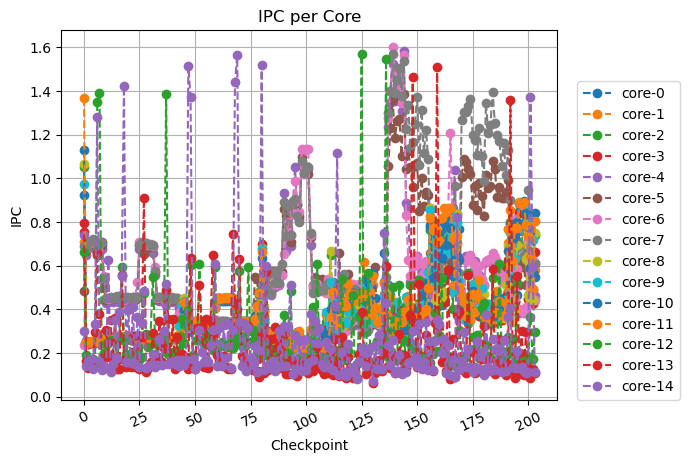 IPC per Core
IPC
1.6
1.4
1.2
1.0
0.8
0.6
0.4
0.2
0.0
0
25
50
75
100
125
150
175
200
Checkpoint
core-0
core-1
core-2
core-3
core-4
core-5
core-6
core-7
core-8
core-9
core-10
core-11
core-12
core-13
core-14